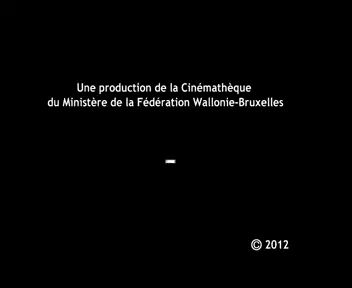 Une production de la Cinémathèque
du Ministère de la Fédération Wallonie-Bruxelles
© 2012